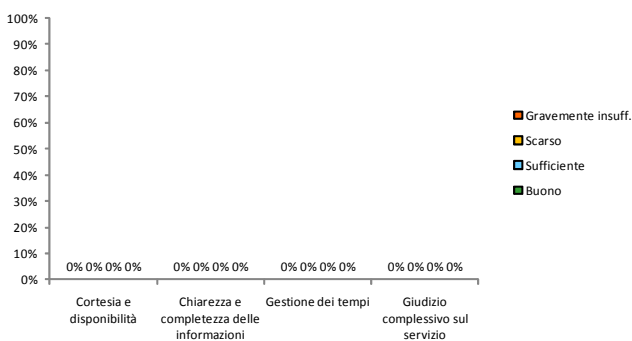 100%
90%
80%
70%
60%
50%
40%
30%
20%
10%
0%
0% 0% 0% 0% 0% 0% 0% 0% 0% 0% 0% 0% 0% 0% 0% 0%
Cortesia e disponibilità
Chiarezza e completezza delle informazioni
Gestione dei tempi
Giudizio complessivo sul servizio
Gravemente insuff.
Scarso
Sufficiente
Buono